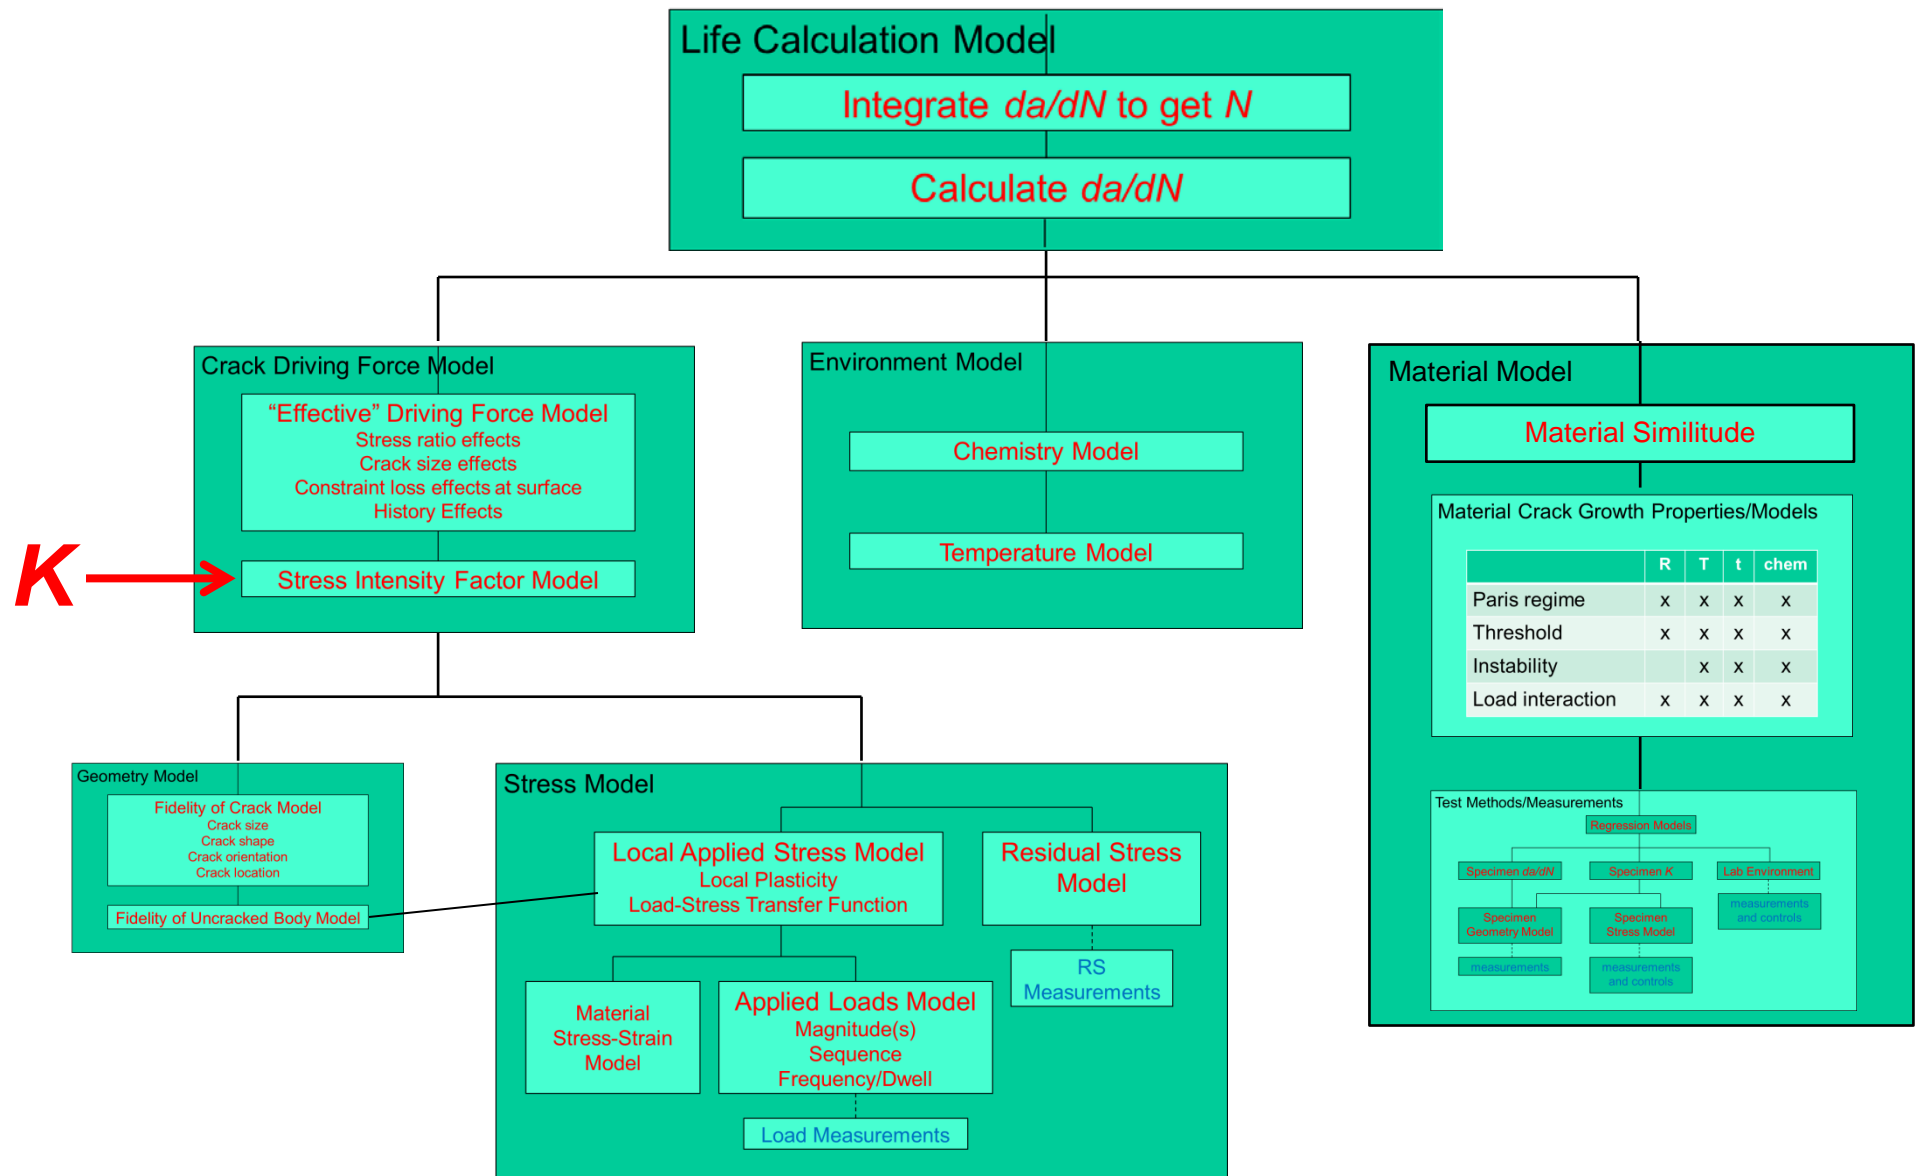 Life Calculation Model
Integrate da/dN to get N
Calculate da/dN
Crack Driving Force Model
“Effective” Driving Force Model
Stress ratio effects
Crack size effects
Constraint loss effects at surface
History Effects
K
Stress Intensity Factor Model
Environment Model
Chemistry Model
Temperature Model
Material Model
Material Similitude
Material Crack Growth Properties/Models
R T t chem
Paris regime x x x x
Threshold x x x x
Instability x x x
Load interaction x x x x
Test Methods/Measurements
Regression Models
Specimen da/dN
Specimen K
Lab Environment
Specimen
Geometry Model
Specimen
Stress Model
measurements
and controls
measurements
measurements
and controls
Geometry Model
Fidelity of Crack Model
Crack size
Crack shape
Crack orientation
Crack location
Fidelity of Uncracked Body Model
Stress Model
Local Applied Stress Model
Local Plasticity
Load-Stress Transfer Function
Residual Stress
Model
RS
Measurements
Material
Stress-Strain
Model
Applied Loads Model
Magnitude(s)
Sequence
Frequency/Dwell
Load Measurements